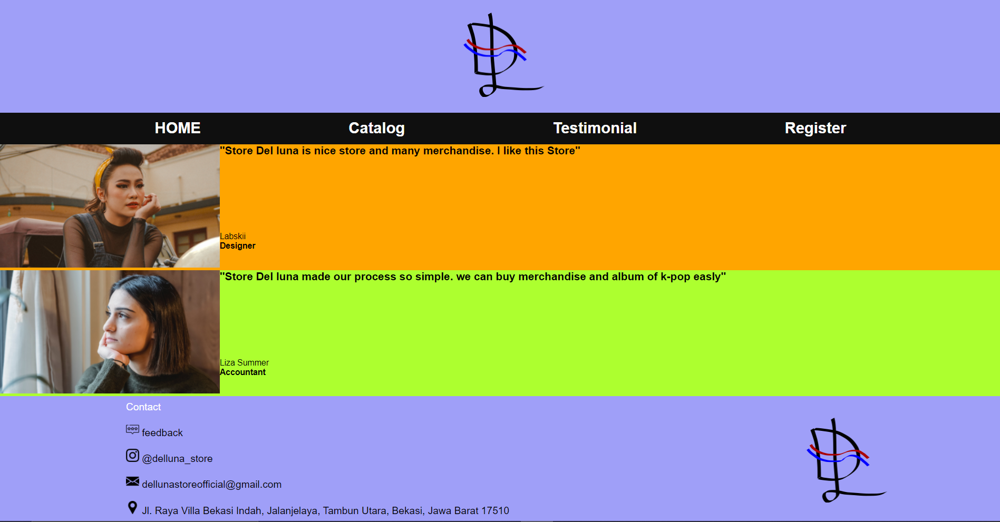 HOME Catalog Testimonial Register
"Store Del luna is nice store and many merchandise. I like this Store"
Labskii
Designer
"Store Del luna made our process so simple. we can buy merchandise and album of k-pop easly"
Liza Summer
Accountant
Contact
feedback
@delluna_store
dellunastoreofficial@gmail.com
Jl. Raya Villa Bekasi Indah, Jalanjelaya, Tambun Utara, Bekasi, Jawa Barat 17510